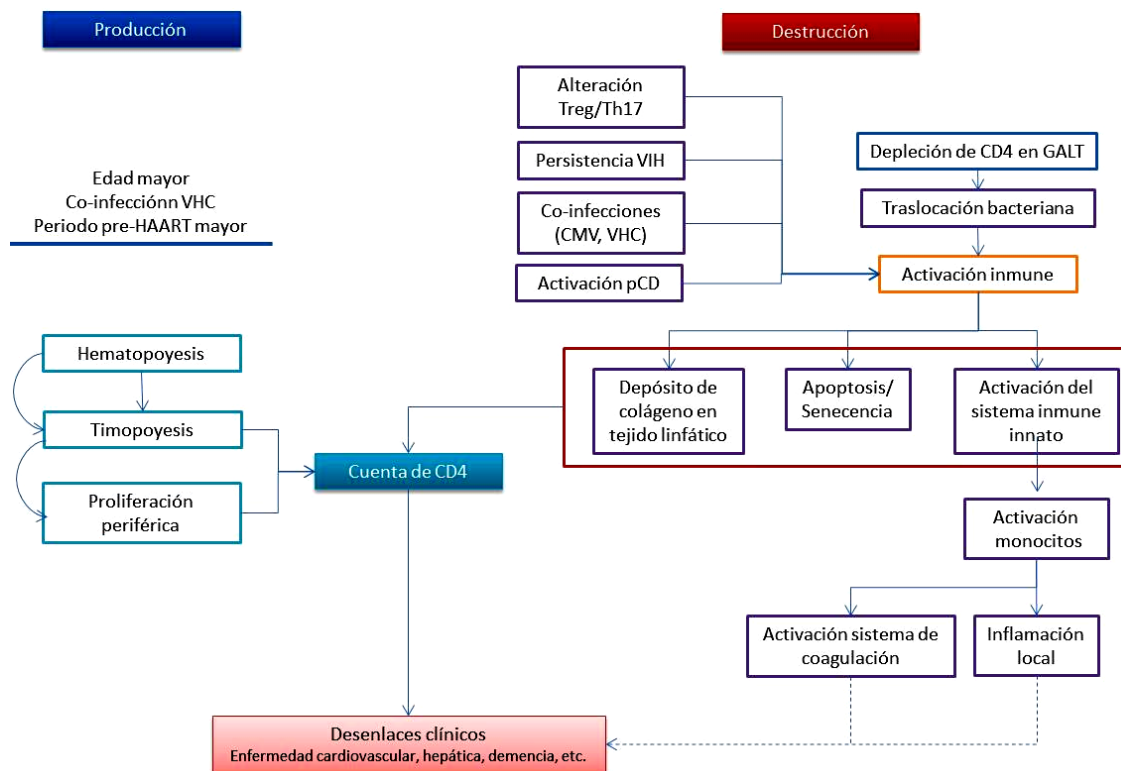 Producción
Destrucción
Edad mayor
Co-infecciónn VHC
Periodo pre-HAART mayor
Hematopoyesis
Timopoyesis
Proliferación
periférica
Alteración
Treg/Th17
Persistencia VIH
Co-infecciones
(CMV, VHC)
Activación pCD
Depleción de CD4 en GALT
Traslocación bacteriana
Activación inmune
Depósito de
colágeno en
tejido linfático
Apoptosis/
Senecencia
Activación del
sistema inmune
innato
Cuenta de CD4
Activación
monocitos
Activación sistema de
coagulación
Inflamación
local
Desenlaces clínicos
Enfermedad cardiovascular, hepática, demencia, etc.